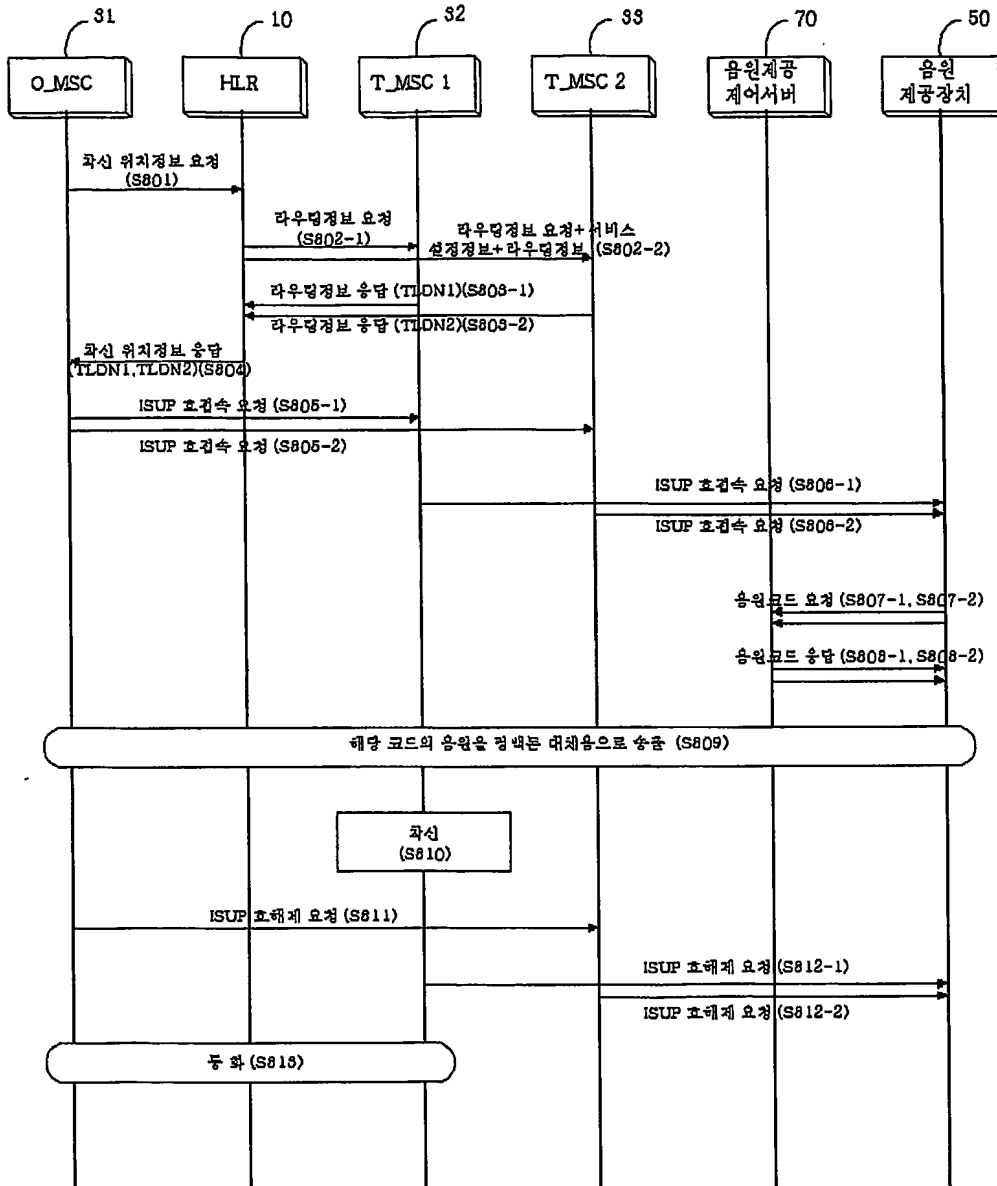 31
10
32
33
70
50
O_MSC
HLR
T_MSC 1
T_MSC 2
음원제공
제어서버
음원
제공장치
착신 위치정보 요청
(S801)
라우팅정보 요청
(S802-1)
라우팅정보 요청+서비스
설정정보+라우팅정보 (S802-2)
라우팅정보 응답 (TLDN1)(S803-1)
라우팅정보 응답 (TLDN2)(S803-2)
착신 위치정보 응답
(TLDN1,TLDN2)(S804)
ISUP 호접속 요청 (S805-1)
ISUP 호접속 요청 (S805-2)
ISUP 호접속 요청 (S806-1)
ISUP 호접속 요청 (S806-2)
음원코드 요청 (S807-1, S807-2)
음원코드 응답 (S808-1, S808-2)
해당 코드의 음원을 링백톤 대체음으로 송출 (S809)
착신
(S810)
ISUP 호해제 요청 (S811)
ISUP 호해제 요청 (S812-1)
ISUP 호해제 요청 (S812-2)
통 화 (S813)